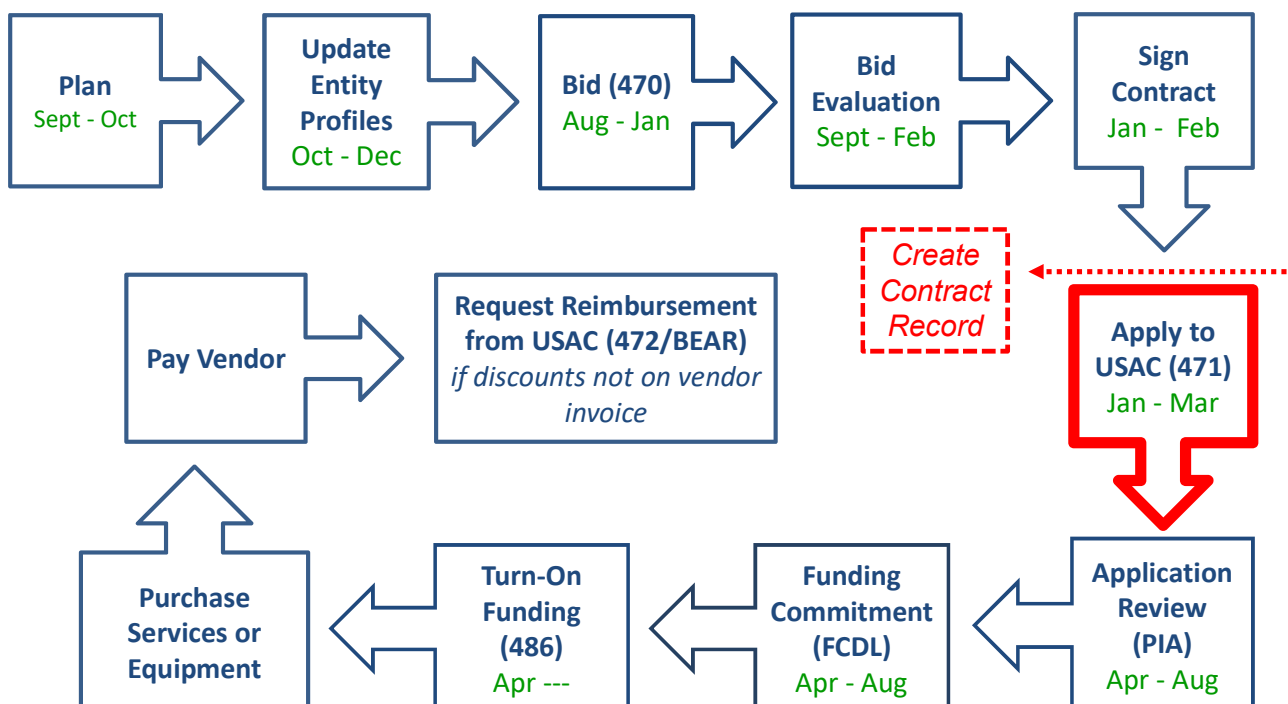 Plan
Sept - Oct
Update
Entity
Profiles
Oct - Dec
Bid (470)
Aug - Jan
Bid
Evaluation
Sept - Feb
Sign
Contract
Jan -  Feb
Create
Contract
Record
Apply to
USAC (471)
Jan - Mar
Application
Review
(PIA)
Apr - Aug
Funding
Commitment
(FCDL)
Apr - Aug
Turn-On
Funding
(486)
Apr ---
Purchase
Services or
Equipment
Pay Vendor
Request Reimbursement
from USAC (472/BEAR)
if discounts not on vendor
invoice